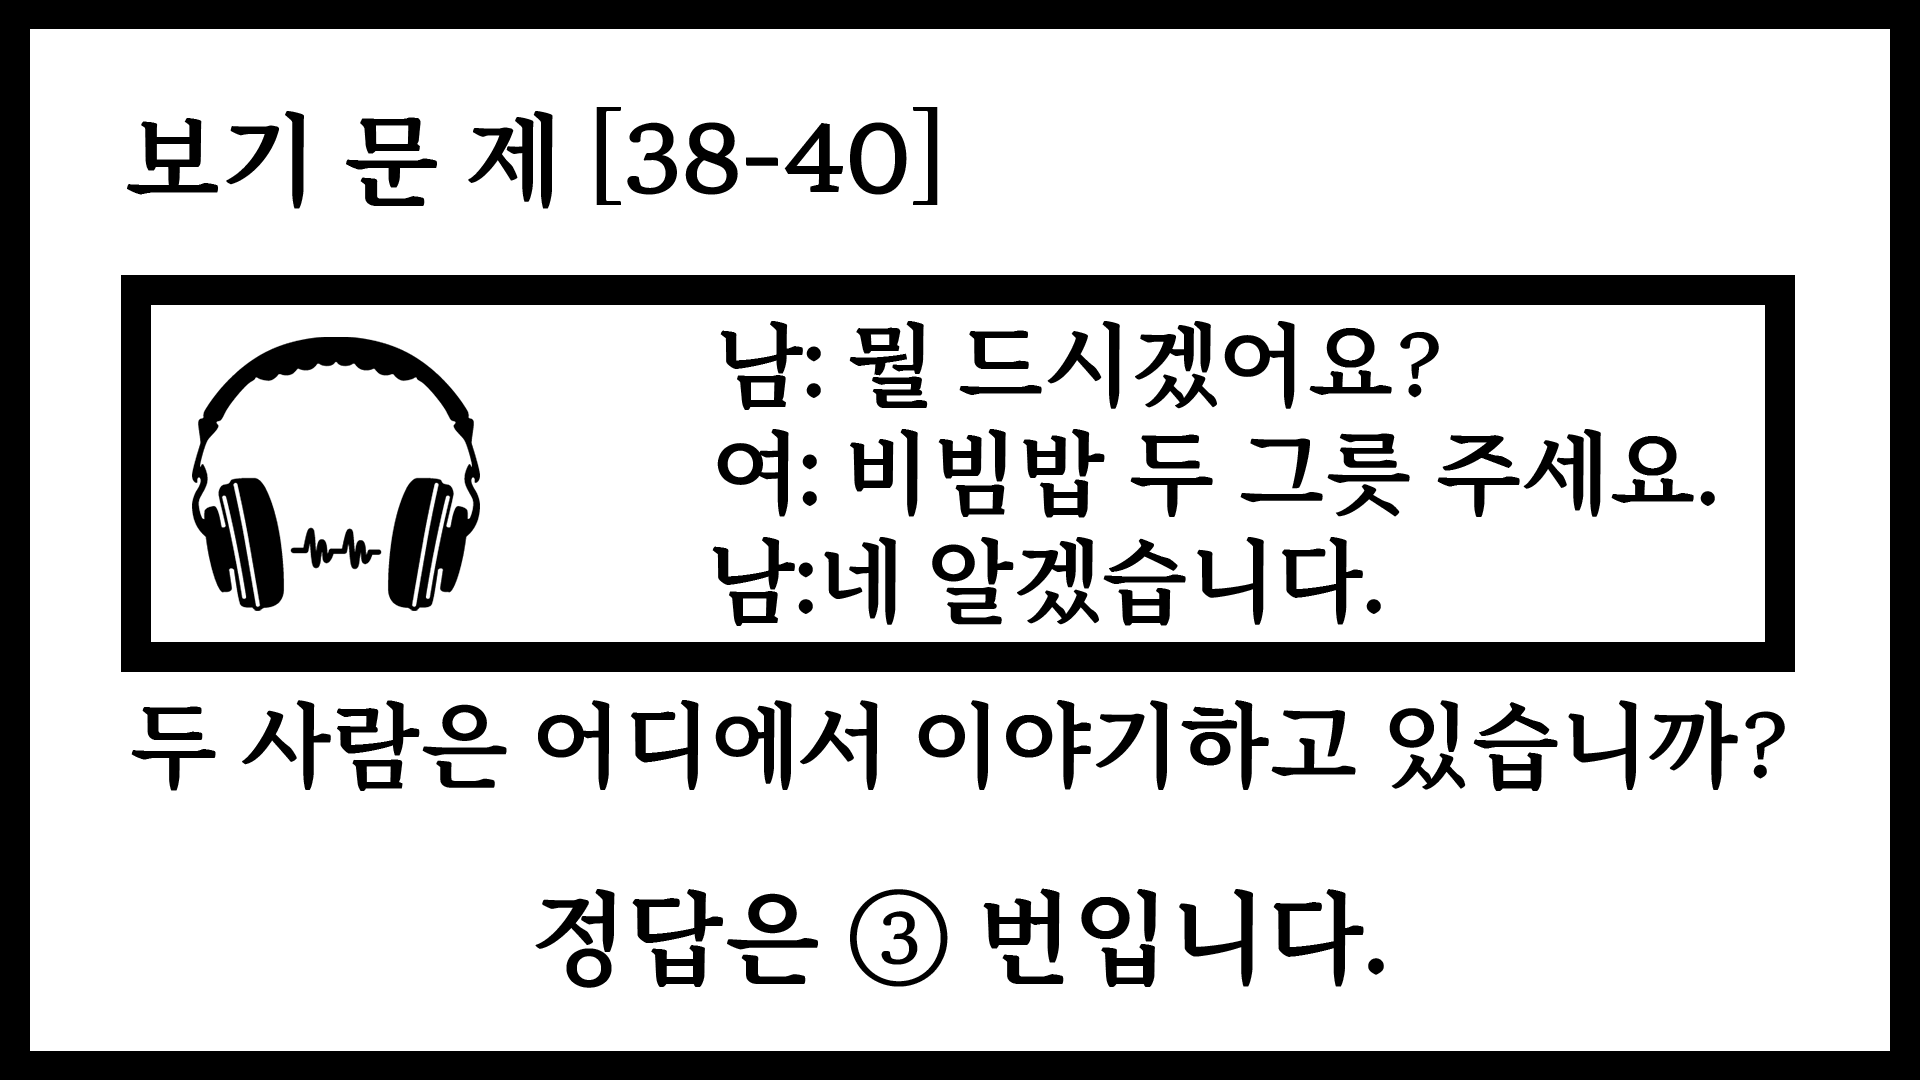 보기 문 제 [38-40]
남: 뭘 드시겠어요?
여: 비빔밥 두 그릇 주세요.
남:네 알겠습니다.
두 사람은 어디에서 이야기하고 있습니까?
정답은 ③ 번입니다.